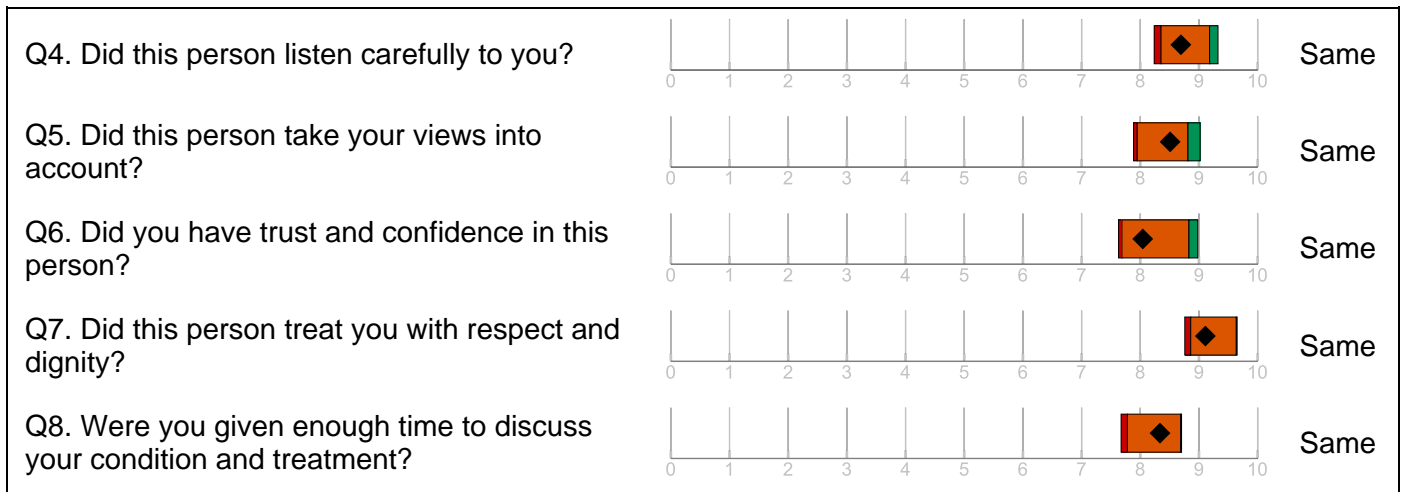 Q4. Did this person listen carefully to you?
0 1 2 3 4 5 6 7 8 9 10
Same
Q5. Did this person take your views into
account?
0 1 2 3 4 5 6 7 8 9 10
Same
Q6. Did you have trust and confidence in this
person?
0 1 2 3 4 5 6 7 8 9 10
Same
Q7. Did this person treat you with respect and
dignity?
0 1 2 3 4 5 6 7 8 9 10
Same
Q8. Were you given enough time to discuss
your condition and treatment?
0 1 2 3 4 5 6 7 8 9 10
Same